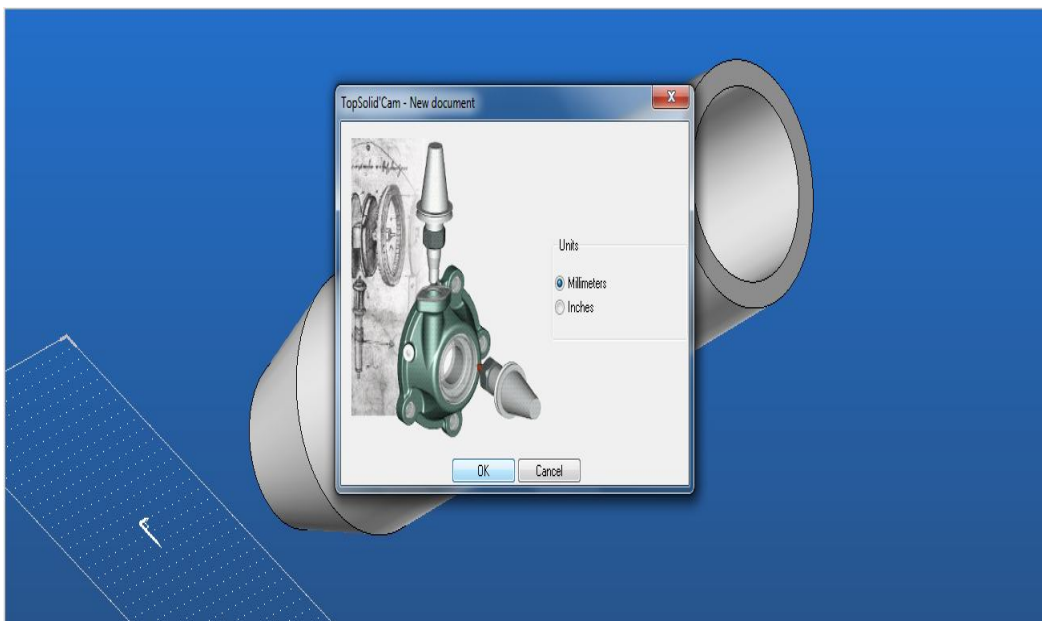 TopSolid'Cam - New document
X
Units
Millimeters
Inches
OK
Cancel